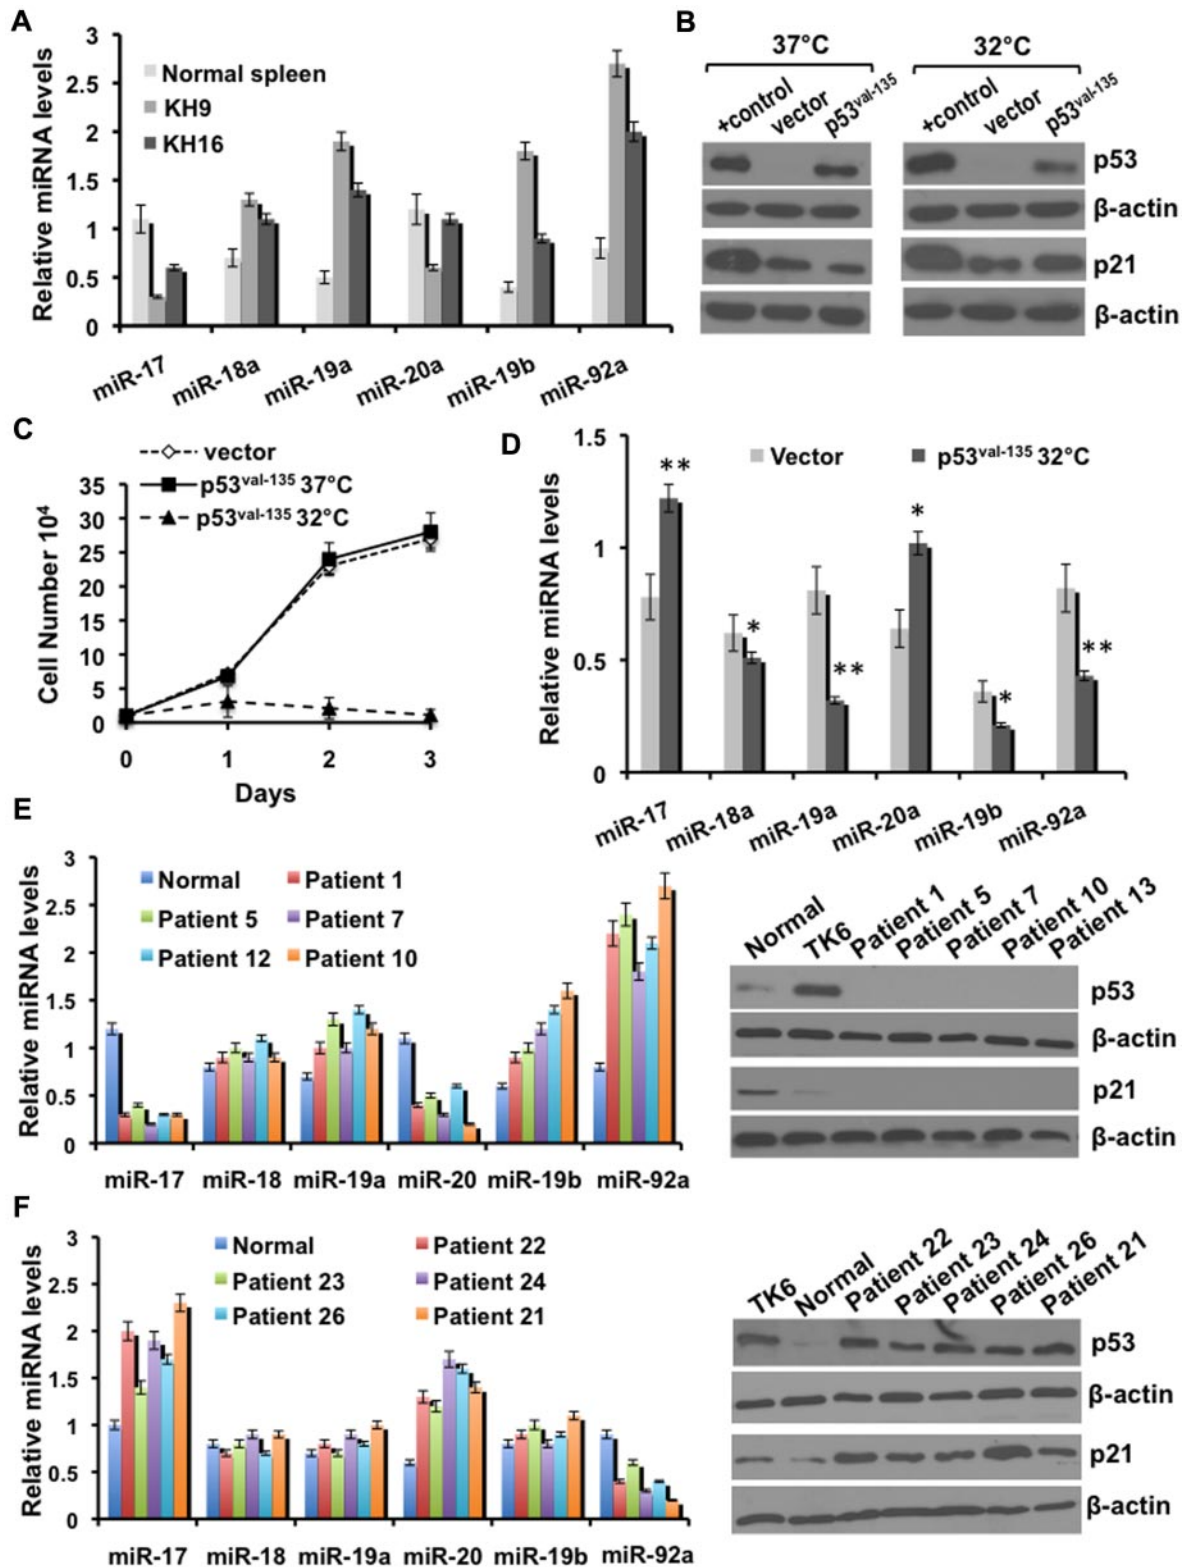 A
Relative miRNA levels
3
2.5
2
1.5
1
0.5
0
Normal spleen
KH9
KH16
miR-17
miR-18a
miR-19a
miR-20a
miR-19b
miR-92a
B
37°C
32°C
+control
vector
p53val-135
+control
vector
p53val-135
p53
β-actin
p21
β-actin
C
vector
p53val-135 37°C
p53val-135 32°C
Cell Number 10⁴
35
30
25
20
15
10
5
0
0 1 2 3
Days
D
Relative miRNA levels
1.5
1
0.5
0
Vector
p53val-135 32°C
**
*
**
*
*
**
miR-17
miR-18a
miR-19a
miR-20a
miR-19b
miR-92a
E
Relative miRNA levels
3
2.5
2
1.5
1
0.5
0
Normal
Patient 1
Patient 5
Patient 7
Patient 12
Patient 10
miR-17
miR-18
miR-19a
miR-20
miR-19b
miR-92a
Normal
TK6
Patient 1
Patient 5
Patient 7
Patient 10
Patient 13
p53
β-actin
p21
β-actin
F
Relative miRNA levels
3
2.5
2
1.5
1
0.5
0
Normal
Patient 22
Patient 23
Patient 24
Patient 26
Patient 21
miR-17
miR-18
miR-19a
miR-20
miR-19b
miR-92a
TK6
Normal
Patient 22
Patient 23
Patient 24
Patient 26
Patient 21
p53
β-actin
p21
β-actin